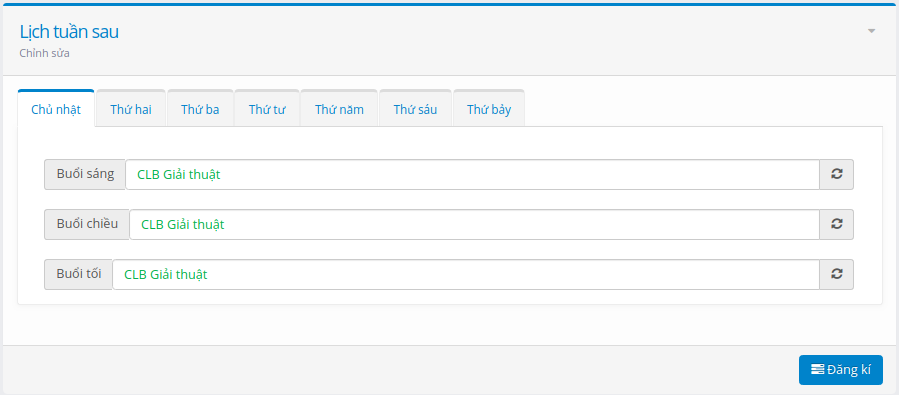 Lịch tuần sau
Chỉnh sửa
Chủ nhật Thứ hai Thứ ba Thứ tư Thứ năm Thứ sáu Thứ bảy
Buổi sáng CLB Giải thuật
Buổi chiều CLB Giải thuật
Buổi tối CLB Giải thuật
Đăng kí